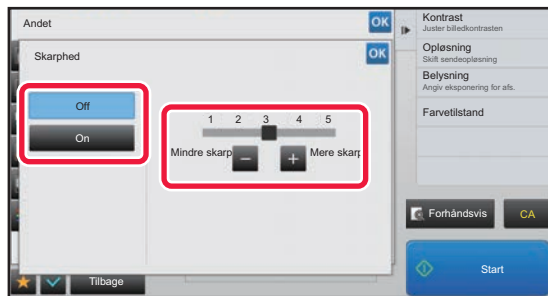 Andet
OK
Skarphed
OK
Off
On
1 2 3 4 5
Mindre skarp
Mere skarp
Tilbage
Kontrast
Juster billedkontrasten
Opløsning
Skift sendeopløsning
Belysning
Angiv eksponering for afs.
Farvetilstand
Forhåndsvis
CA
Start